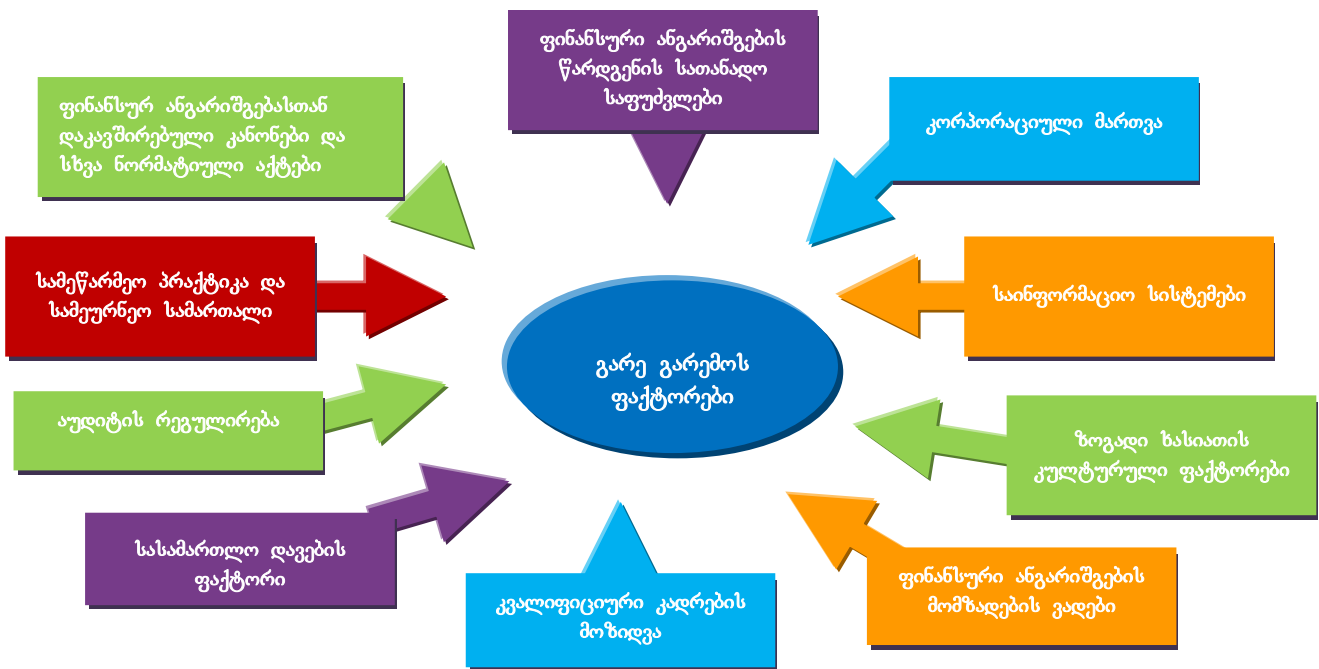 ფინანსური ანგარიშგების
წარდგენის სათანადო
საფუძვლები
ფინანსურ ანგარიშგებასთან
დაკავშირებული კანონები და
სხვა ნორმატიული აქტები
კორპორაციული მართვა
სამეწარმეო პრაქტიკა და
სამეურნეო სამართალი
საინფორმაციო სისტემები
გარე გარემოს
ფაქტორები
აუდიტის რეგულირება
ზოგადი ხასიათის
კულტურული ფაქტორები
სასამართლო დავების
ფაქტორი
კვალიფიციური კადრების
მოზიდვა
ფინანსური ანგარიშგების
მომზადების ვადები